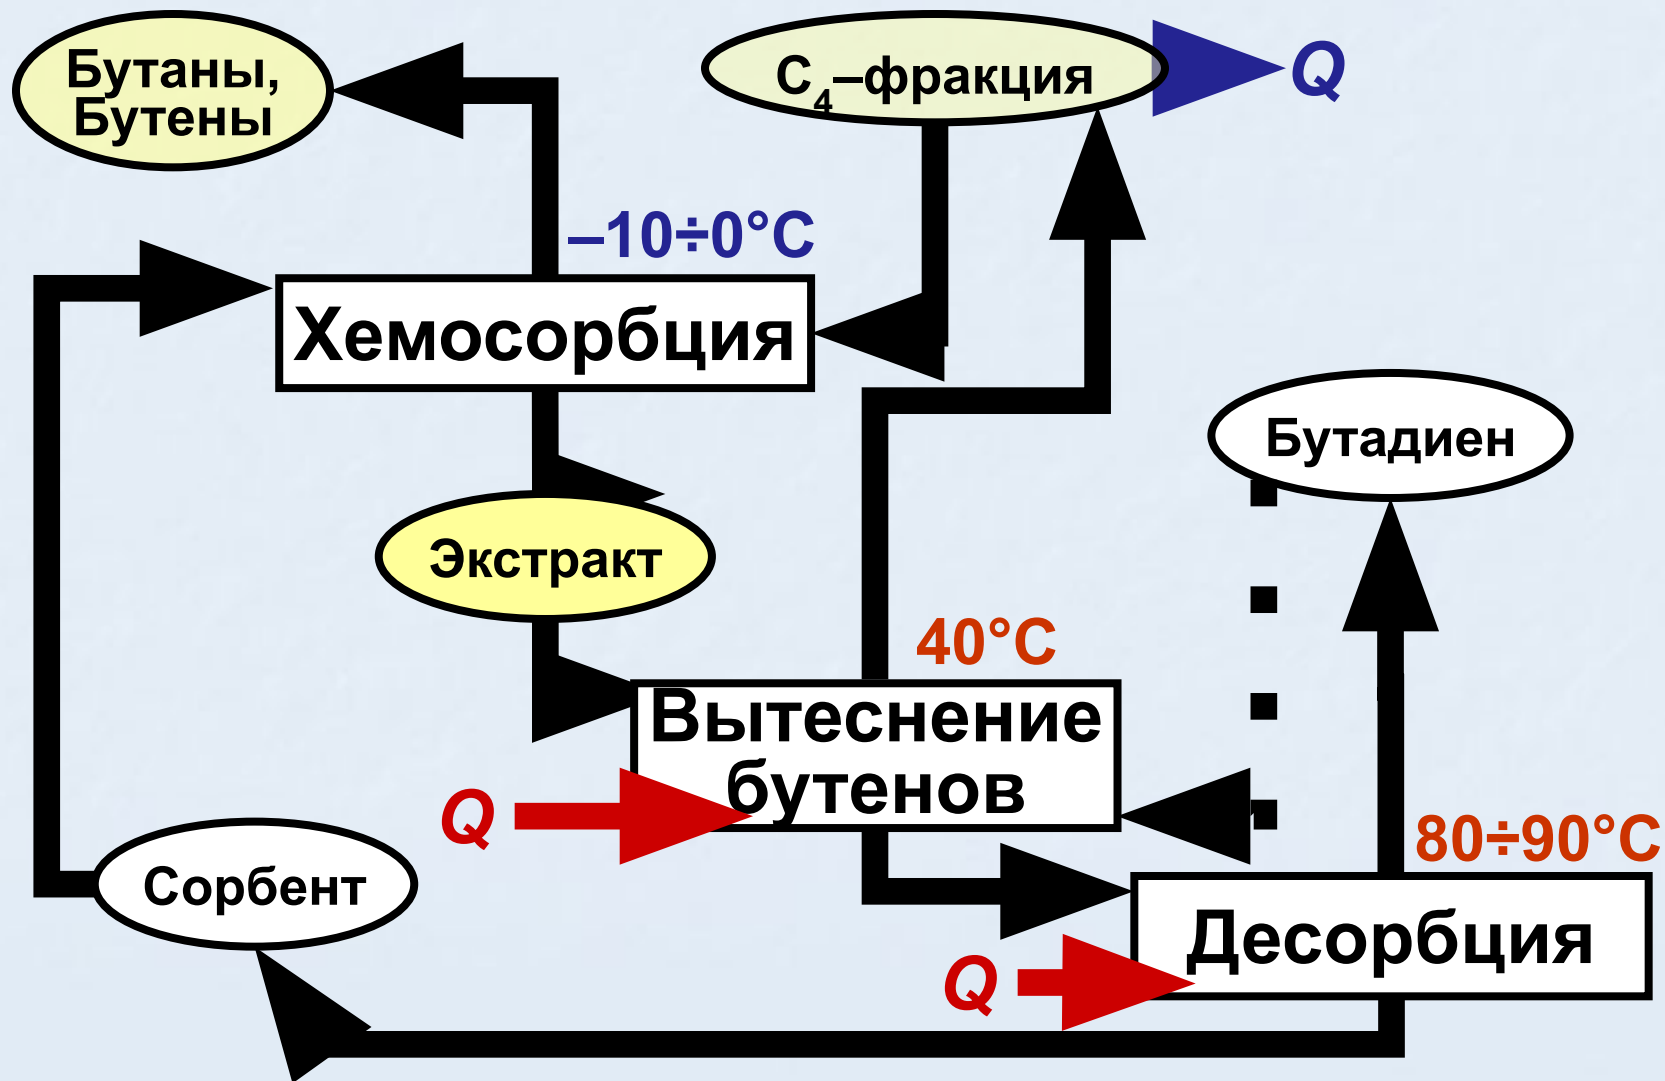 Бутаны,
Бутены
C₄–фракция
Q
–10÷0°C
Хемосорбция
Бутадиен
Экстракт
40°C
Вытеснение
бутенов
Q
80÷90°C
Сорбент
Десорбция
Q